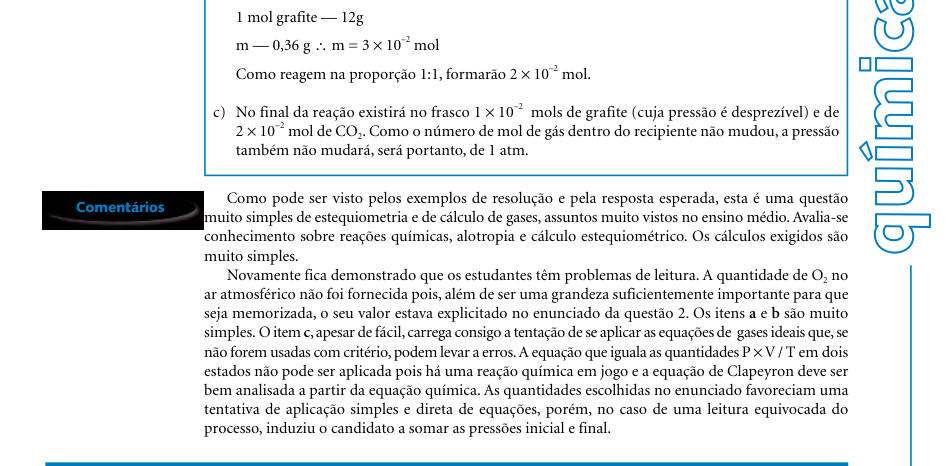 1 mol grafite — 12g
m — 0,36 g ∴ m = 3 × 10⁻² mol
Como reagem na proporção 1:1, formarão 2 × 10⁻² mol.
c) No final da reação existirá no frasco 1 × 10⁻² mols de grafite (cuja pressão é desprezível) e de
2 × 10⁻² mol de CO₂. Como o número de mol de gás dentro do recipiente não mudou, a pressão
também não mudará, será portanto, de 1 atm.
Comentários
Como pode ser visto pelos exemplos de resolução e pela resposta esperada, esta é uma questão
muito simples de estequiometria e de cálculo de gases, assuntos muito vistos no ensino médio. Avalia-se
conhecimento sobre reações químicas, alotropia e cálculo estequiométrico. Os cálculos exigidos são
muito simples.
Novamente fica demonstrado que os estudantes têm problemas de leitura. A quantidade de O₂ no
ar atmosférico não foi fornecida pois, além de ser uma grandeza suficientemente importante para que
seja memorizada, o seu valor estava explicitado no enunciado da questão 2. Os itens a e b são muito
simples. O item c, apesar de fácil, carrega consigo a tentação de se aplicar as equações de gases ideais que, se
não forem usadas com critério, podem levar a erros. A equação que iguala as quantidades P × V / T em dois
estados não pode ser aplicada pois há uma reação química em jogo e a equação de Clapeyron deve ser
bem analisada a partir da equação química. As quantidades escolhidas no enunciado favoreciam uma
tentativa de aplicação simples e direta de equações, porém, no caso de uma leitura equivocada do
processo, induziu o candidato a somar as pressões inicial e final.
química